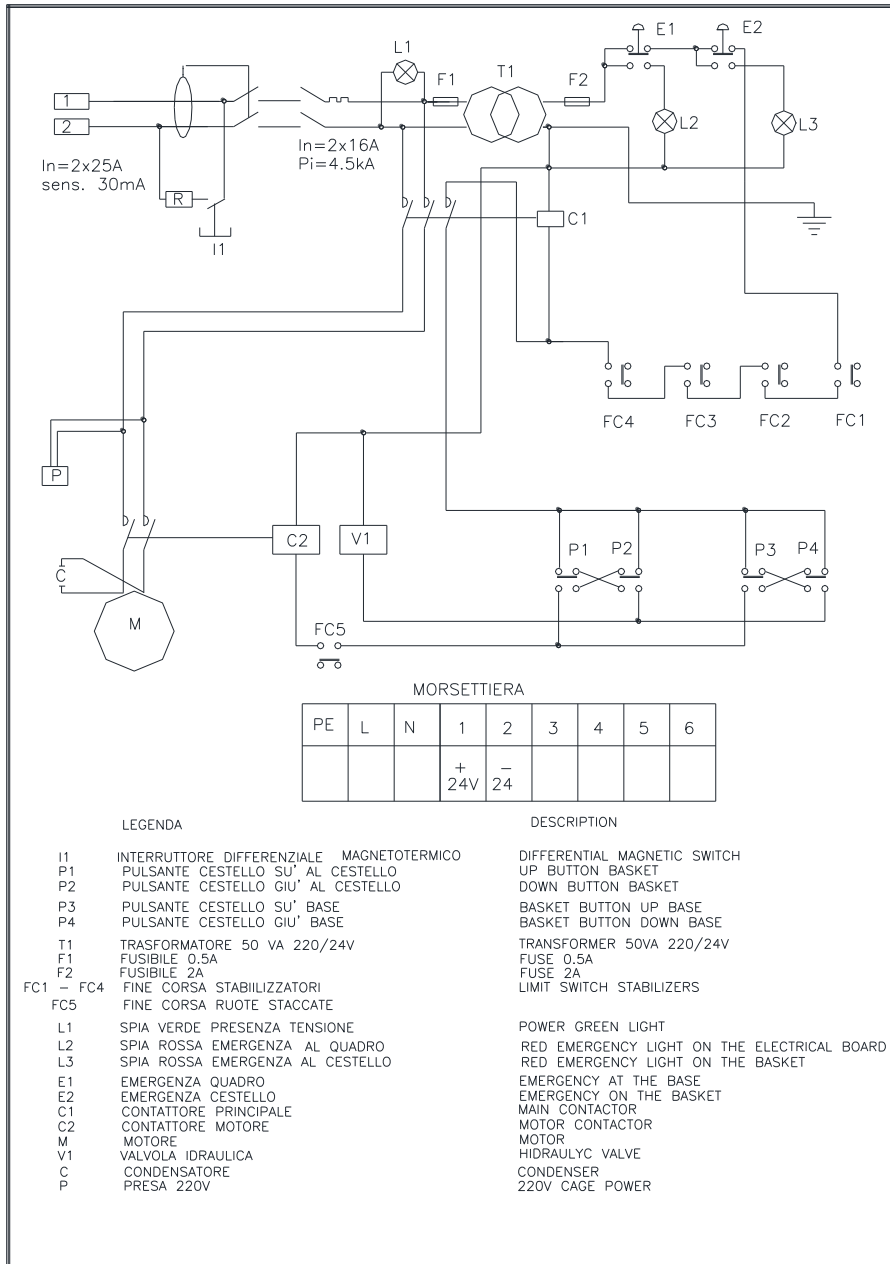 E1 E2
L1
F1 T1 F2
1
2
L2 L3
In=2x25A
sens. 30mA
In=2x16A
Pi=4.5kA
R
I1
C1
FC4 FC3 FC2 FC1
P
C2 V1
P1 P2 P3 P4
C
M
FC5
MORSETTIERA
PE L N 1 2 3 4 5 6
+ −
24V 24
LEGENDA DESCRIPTION
I1 INTERRUTTORE DIFFERENZIALE MAGNETOTERMICO DIFFERENTIAL MAGNETIC SWITCH
P1 PULSANTE CESTELLO SU' AL CESTELLO UP BUTTON BASKET
P2 PULSANTE CESTELLO GIU' AL CESTELLO DOWN BUTTON BASKET
P3 PULSANTE CESTELLO SU' BASE BASKET BUTTON UP BASE
P4 PULSANTE CESTELLO GIU' BASE BASKET BUTTON DOWN BASE
T1 TRASFORMATORE 50 VA 220/24V TRANSFORMER 50VA 220/24V
F1 FUSIBILE 0.5A FUSE 0.5A
F2 FUSIBILE 2A FUSE 2A
FC1 − FC4 FINE CORSA STABIILIZZATORI LIMIT SWITCH STABILIZERS
FC5 FINE CORSA RUOTE STACCATE
L1 SPIA VERDE PRESENZA TENSIONE POWER GREEN LIGHT
L2 SPIA ROSSA EMERGENZA AL QUADRO RED EMERGENCY LIGHT ON THE ELECTRICAL BOARD
L3 SPIA ROSSA EMERGENZA AL CESTELLO RED EMERGENCY LIGHT ON THE BASKET
E1 EMERGENZA QUADRO EMERGENCY AT THE BASE
E2 EMERGENZA CESTELLO EMERGENCY ON THE BASKET
C1 CONTATTORE PRINCIPALE MAIN CONTACTOR
C2 CONTATTORE MOTORE MOTOR CONTACTOR
M MOTORE MOTOR
V1 VALVOLA IDRAULICA HIDRAULYC VALVE
C CONDENSATORE CONDENSER
P PRESA 220V 220V CAGE POWER